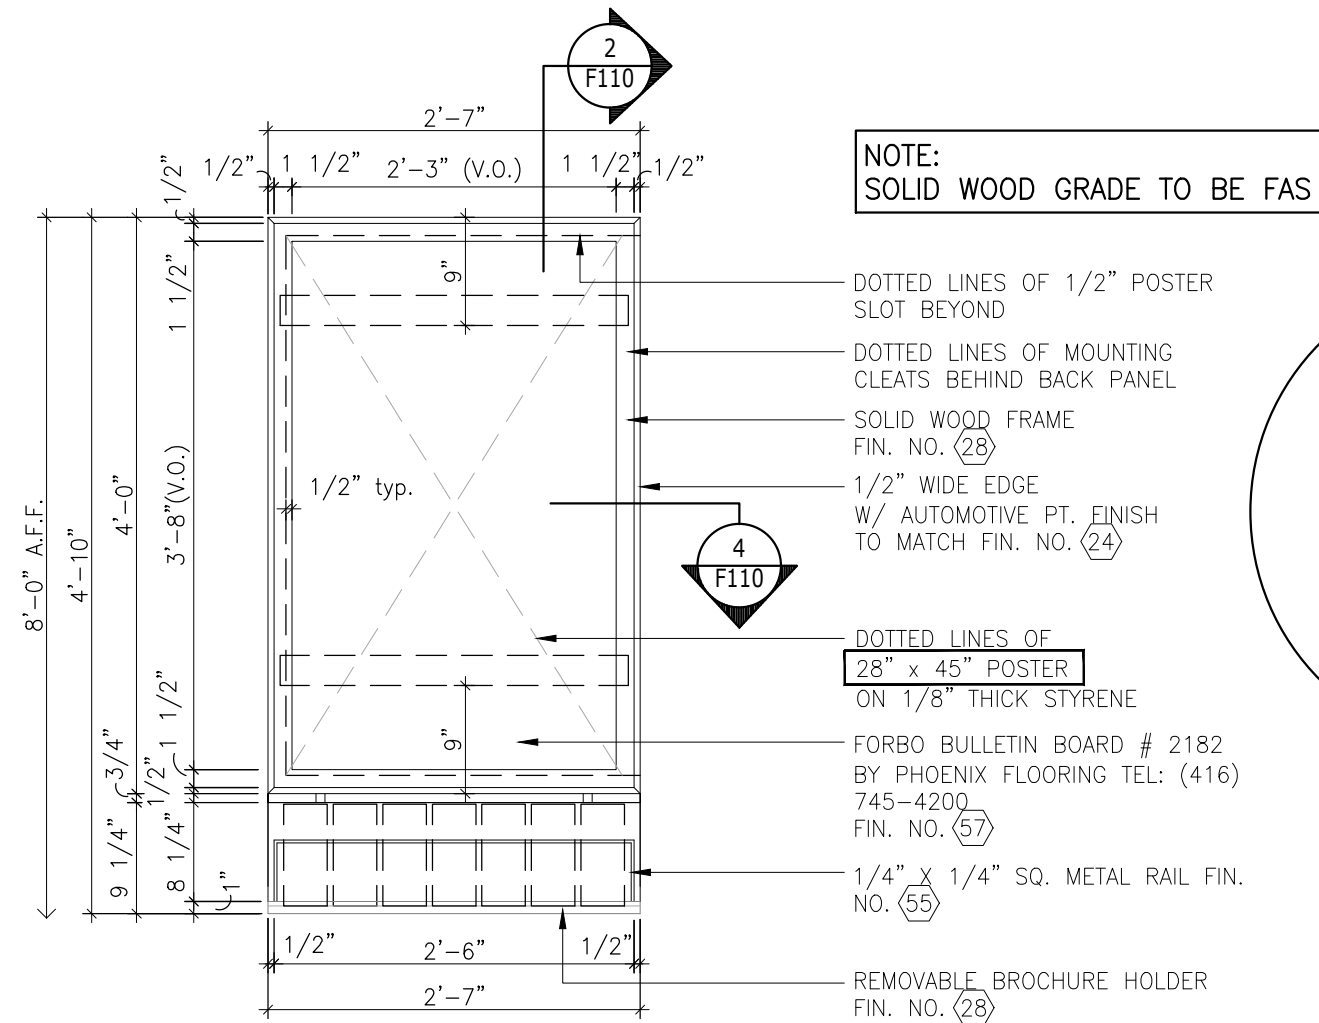 2
F110
2'-7"
1/2"
1 1/2"
2'-3" (V.O.)
1 1/2"
1/2"
NOTE:
SOLID WOOD GRADE TO BE FAS
1/2"
1 1/2"
9"
DOTTED LINES OF 1/2" POSTER
SLOT BEYOND
DOTTED LINES OF MOUNTING
CLEATS BEHIND BACK PANEL
SOLID WOOD FRAME
FIN. NO. 28
1/2" WIDE EDGE
W/ AUTOMOTIVE PT. FINISH
TO MATCH FIN. NO. 24
8'-0" A.F.F.
4'-10"
4'-0"
3'-8"(V.O.)
1/2" typ.
4
F110
DOTTED LINES OF
28" x 45" POSTER
ON 1/8" THICK STYRENE
1 1/2"
9"
3/4"
1/2"
FORBO BULLETIN BOARD # 2182
BY PHOENIX FLOORING TEL: (416)
745-4200
FIN. NO. 57
9 1/4"
8 1/4"
1"
1/4" X 1/4" SQ. METAL RAIL FIN.
NO. 55
1/2"
2'-6"
1/2"
2'-7"
REMOVABLE BROCHURE HOLDER
FIN. NO. 28